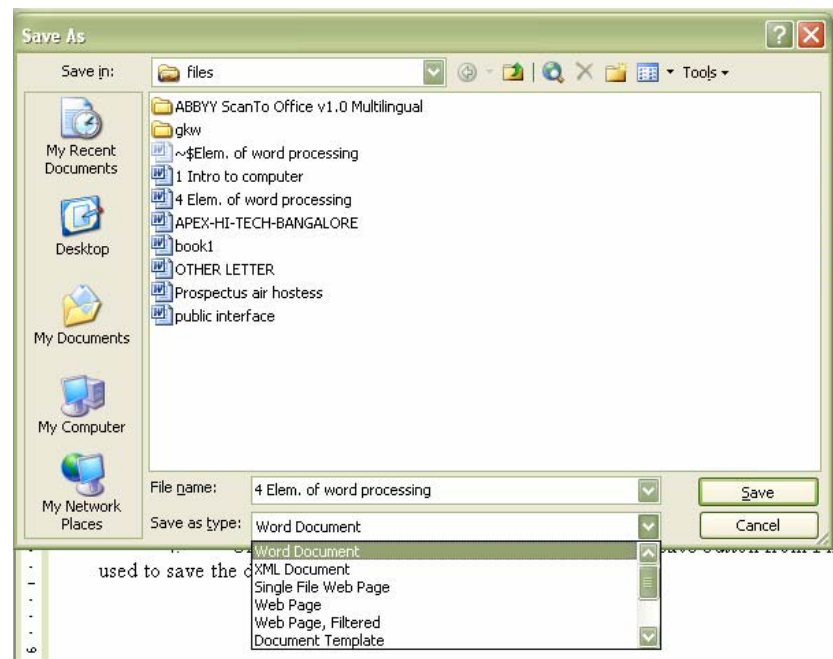 Save As
Save in: files Tools
ABBYY ScanTo Office v1.0 Multilingual
gkw
~$Elem. of word processing
1 Intro to computer
4 Elem. of word processing
APEX-HI-TECH-BANGALORE
book1
OTHER LETTER
Prospectus air hostess
public interface
My Recent
Documents
Desktop
My Documents
My Computer
My Network
Places
File name: 4 Elem. of word processing Save
Save as type: Word Document Cancel
Word Document
XML Document
Single File Web Page
Web Page
Web Page, Filtered
Document Template
used to save the